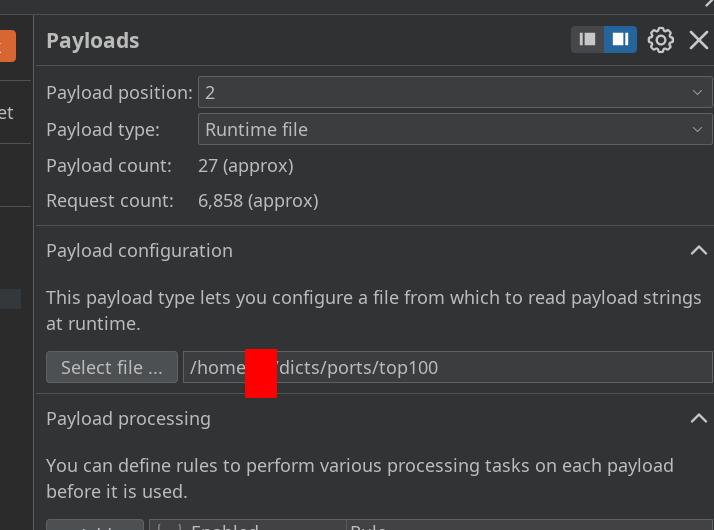 Payloads
et
Payload position: 2
Payload type: Runtime file
Payload count: 27 (approx)
Request count: 6,858 (approx)
Payload configuration
This payload type lets you configure a file from which to read payload strings
at runtime.
Select file ... /home /dicts/ports/top100
Payload processing
You can define rules to perform various processing tasks on each payload
before it is used.
Enabled Rule